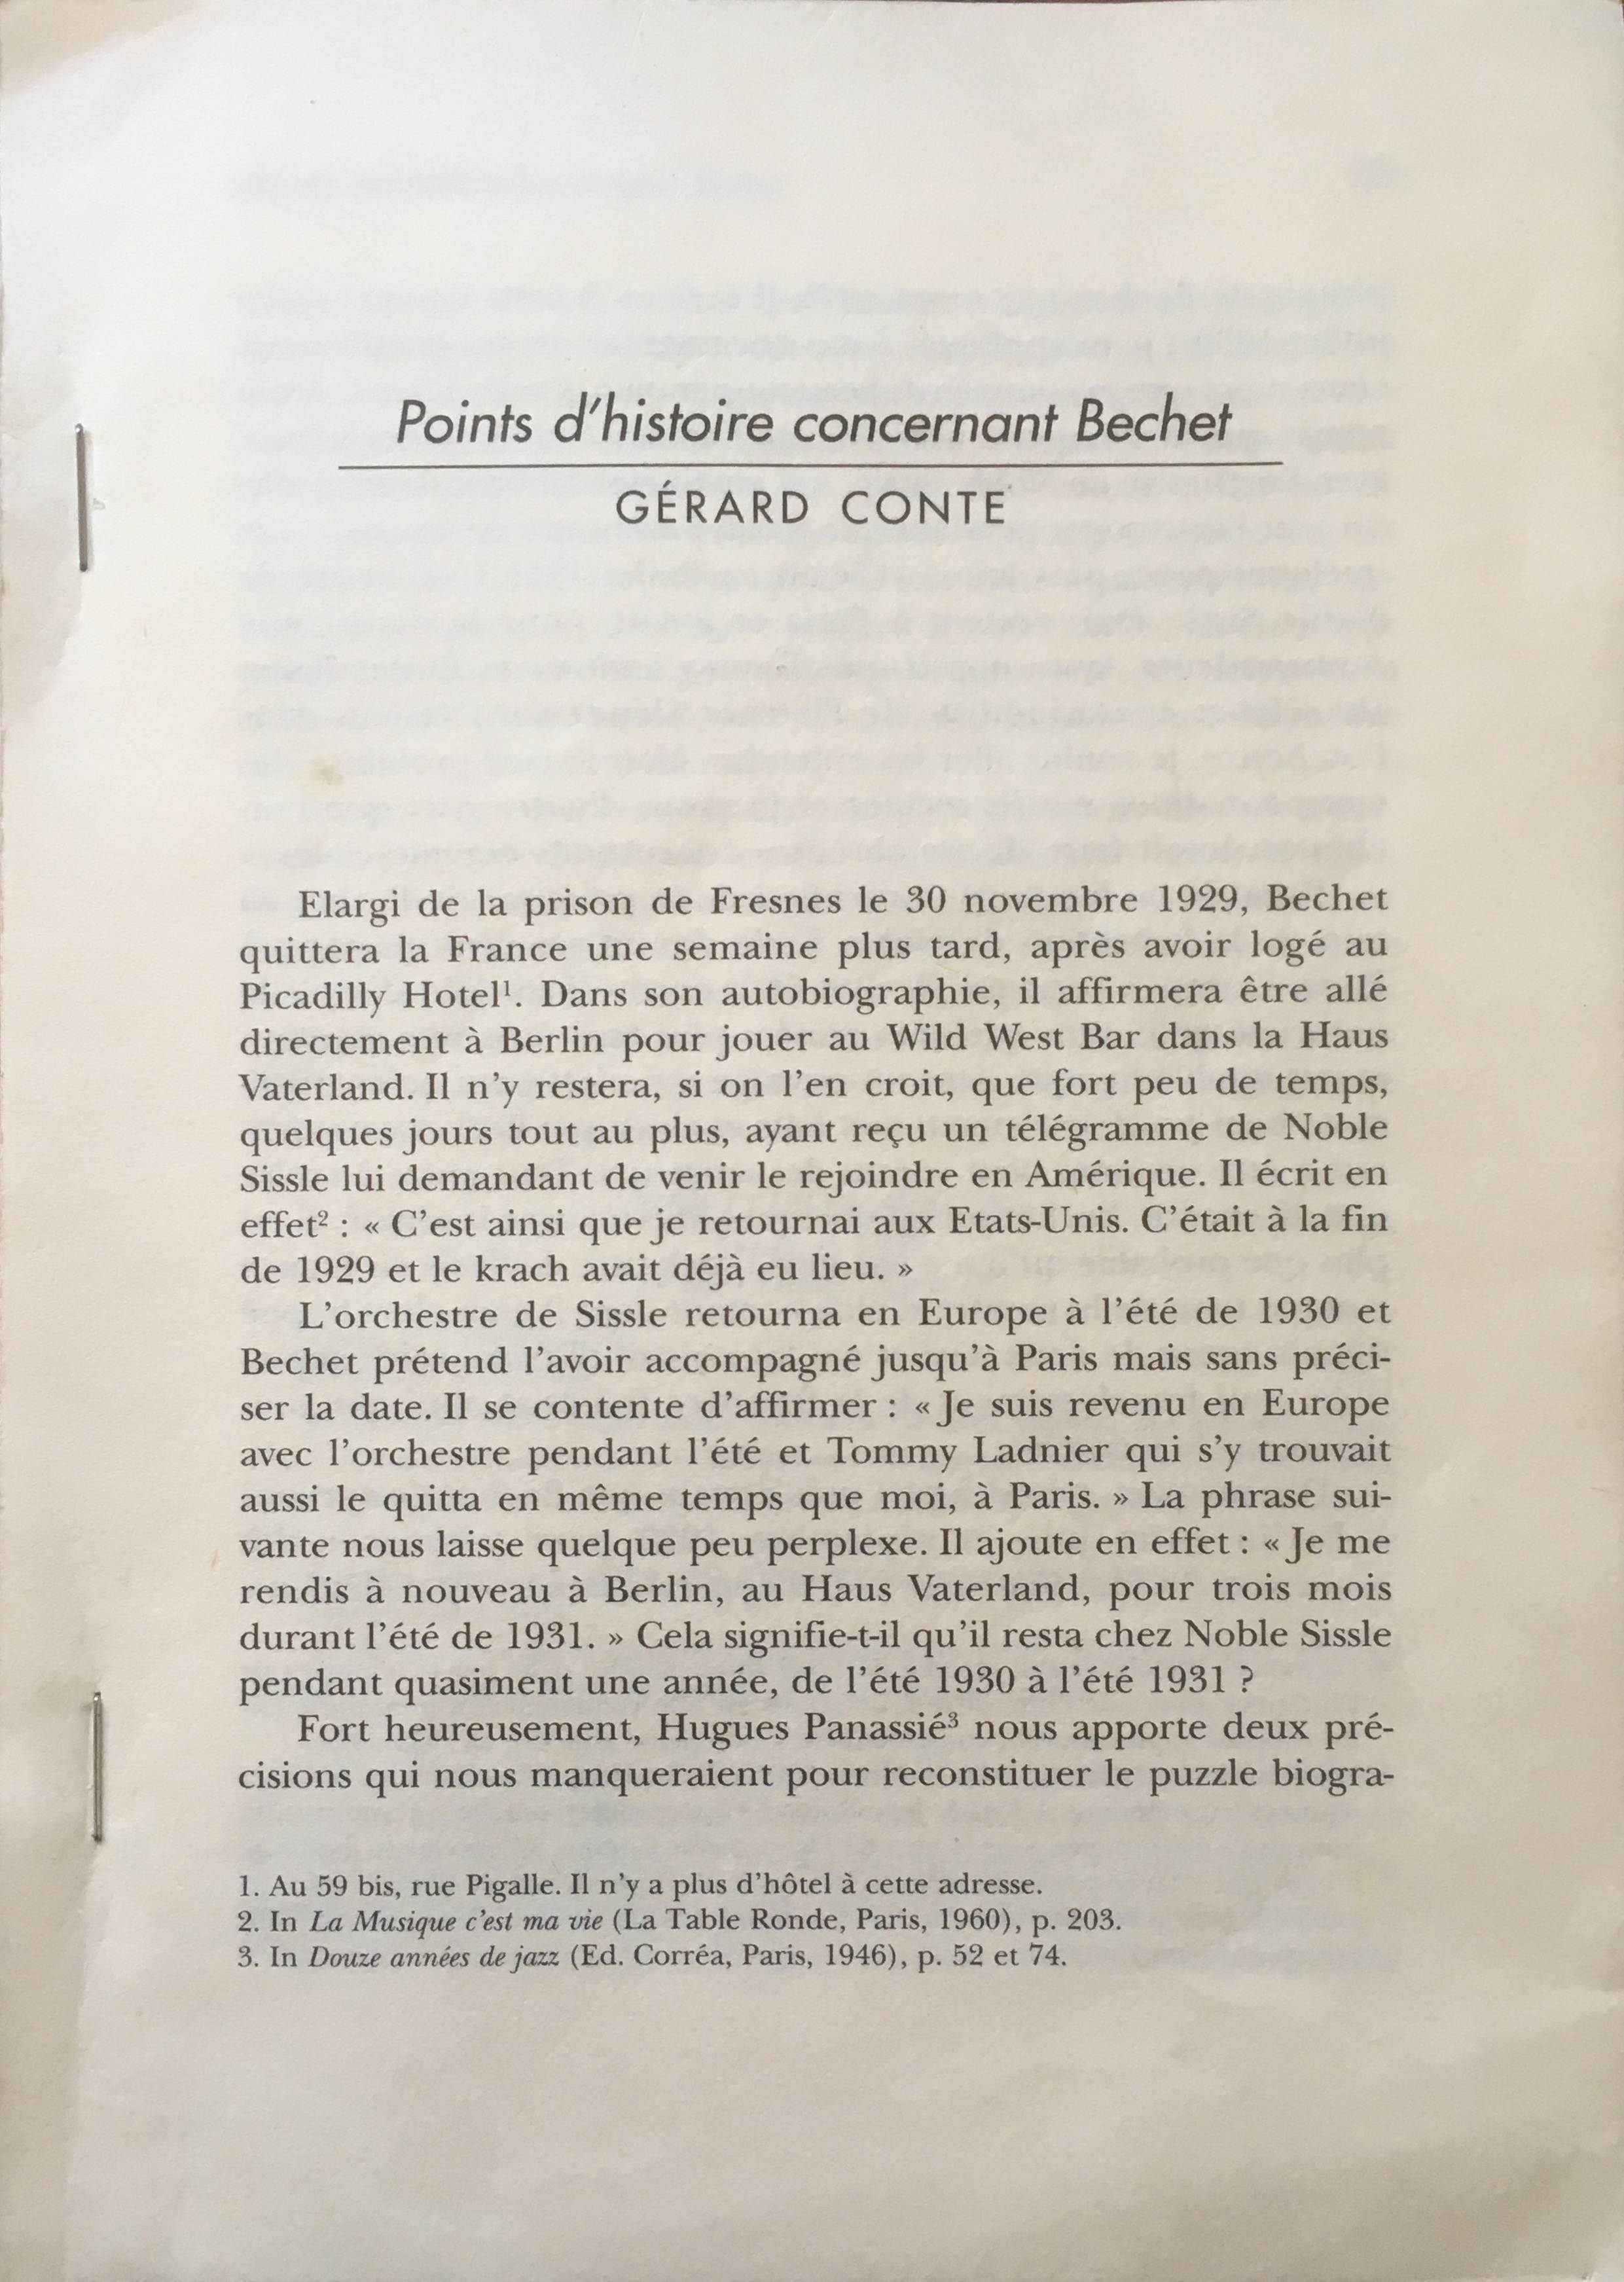 Points d'histoire concernant Bechet
GÉRARD CONTE
Elargi de la prison de Fresnes le 30 novembre 1929, Bechet
quittera la France une semaine plus tard, après avoir logé au
Picadilly Hotel¹. Dans son autobiographie, il affirmera être allé
directement à Berlin pour jouer au Wild West Bar dans la Haus
Vaterland. Il n'y restera, si on l'en croit, que fort peu de temps,
quelques jours tout au plus, ayant reçu un télégramme de Noble
Sissle lui demandant de venir le rejoindre en Amérique. Il écrit en
effet² : « C'est ainsi que je retournai aux Etats-Unis. C'était à la fin
de 1929 et le krach avait déjà eu lieu. »
L'orchestre de Sissle retourna en Europe à l'été de 1930 et
Bechet prétend l'avoir accompagné jusqu'à Paris mais sans préci-
ser la date. Il se contente d'affirmer : « Je suis revenu en Europe
avec l'orchestre pendant l'été et Tommy Ladnier qui s'y trouvait
aussi le quitta en même temps que moi, à Paris. » La phrase sui-
vante nous laisse quelque peu perplexe. Il ajoute en effet : « Je me
rendis à nouveau à Berlin, au Haus Vaterland, pour trois mois
durant l'été de 1931. » Cela signifie-t-il qu'il resta chez Noble Sissle
pendant quasiment une année, de l'été 1930 à l'été 1931 ?
Fort heureusement, Hugues Panassié³ nous apporte deux pré-
cisions qui nous manqueraient pour reconstituer le puzzle biogra-
1. Au 59 bis, rue Pigalle. Il n'y a plus d'hôtel à cette adresse.
2. In La Musique c'est ma vie (La Table Ronde, Paris, 1960), p. 203.
3. In Douze années de jazz (Ed. Corréa, Paris, 1946), p. 52 et 74.